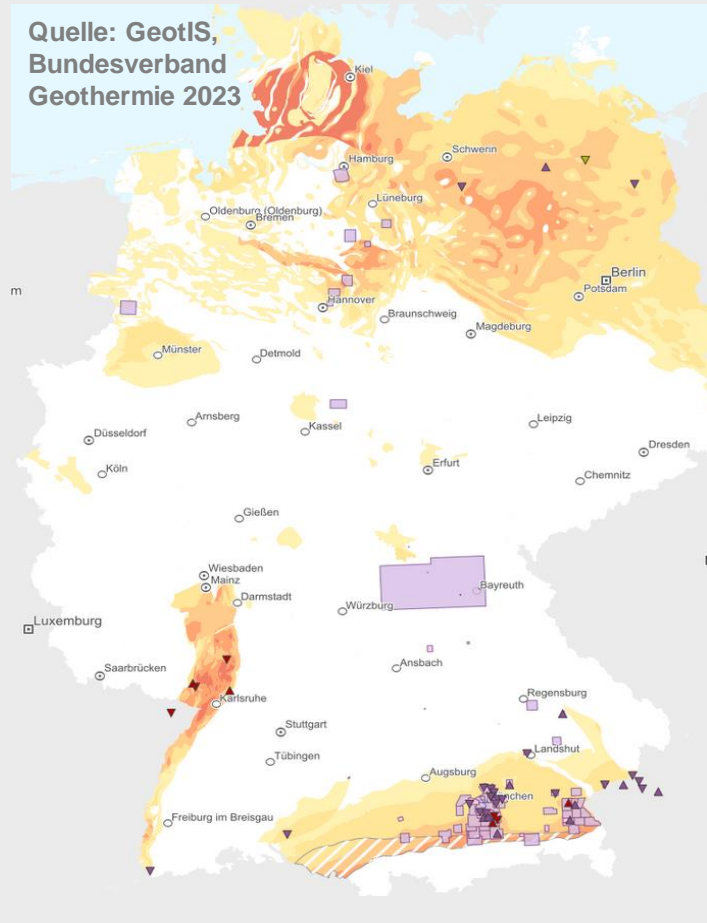 Quelle: GeotIS,
Bundesverband
Geothermie 2023
Kiel
Schwerin
Hamburg
Lüneburg
Oldenburg (Oldenburg)
Bremen
Berlin
Potsdam
m
Hannover
Braunschweig
Magdeburg
Münster
Detmold
Arnsberg
Kassel
Leipzig
Düsseldorf
Dresden
Köln
Erfurt
Chemnitz
Gießen
Wiesbaden
Mainz
Darmstadt
Bayreuth
Würzburg
Luxemburg
Ansbach
Saarbrücken
Regensburg
Karlsruhe
Stuttgart
Landshut
Tübingen
Augsburg
nchen
Freiburg im Breisgau